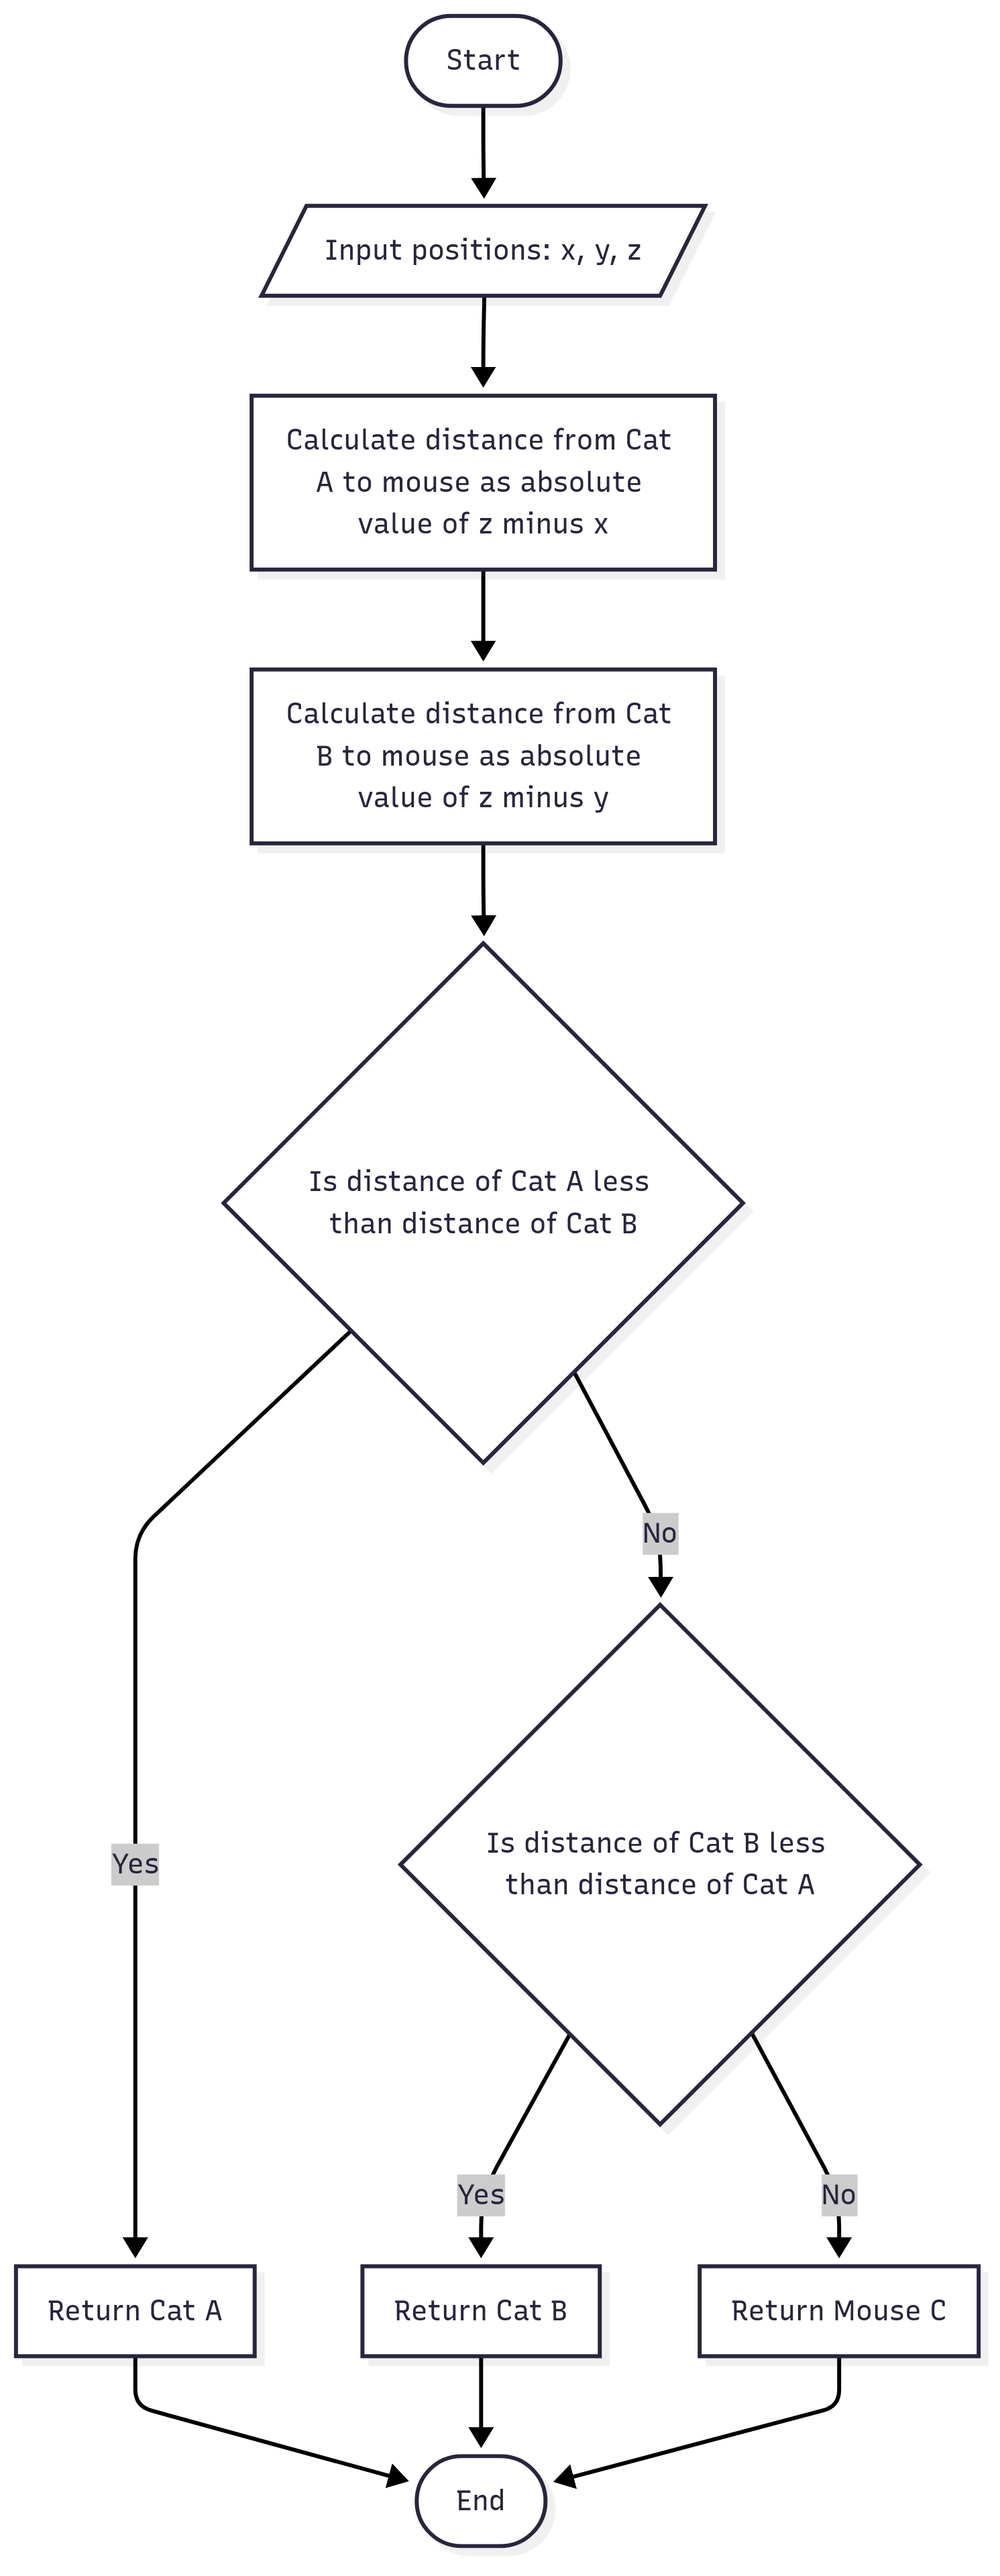 Start
Input positions: x, y, z
Calculate distance from Cat
A to mouse as absolute
value of z minus x
Calculate distance from Cat
B to mouse as absolute
value of z minus y
Is distance of Cat A less
than distance of Cat B
No
Is distance of Cat B less
than distance of Cat A
Yes
Yes
No
Return Cat A
Return Cat B
Return Mouse C
End